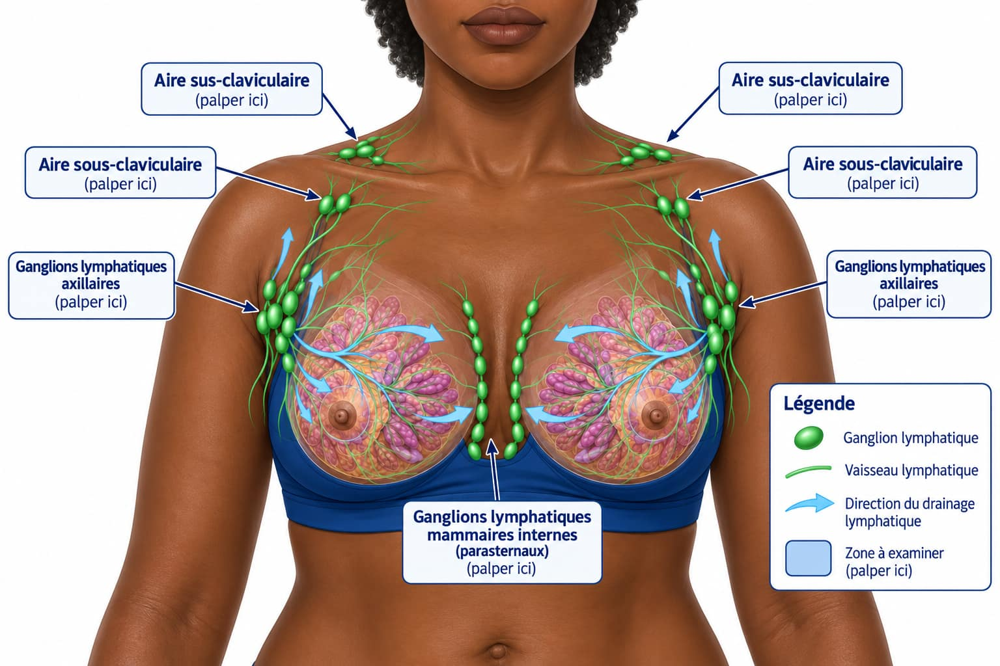 Aire sus-claviculaire
(palper ici)
Aire sus-claviculaire
(palper ici)
Aire sous-claviculaire
(palper ici)
Aire sous-claviculaire
(palper ici)
Ganglions lymphatiques
axillaires
(palper ici)
Ganglions lymphatiques
axillaires
(palper ici)
Ganglions lymphatiques
mammaires internes
(parasternaux)
(palper ici)
Légende
Ganglion lymphatique
Vaisseau lymphatique
Direction du drainage
lymphatique
Zone à examiner
(palper ici)